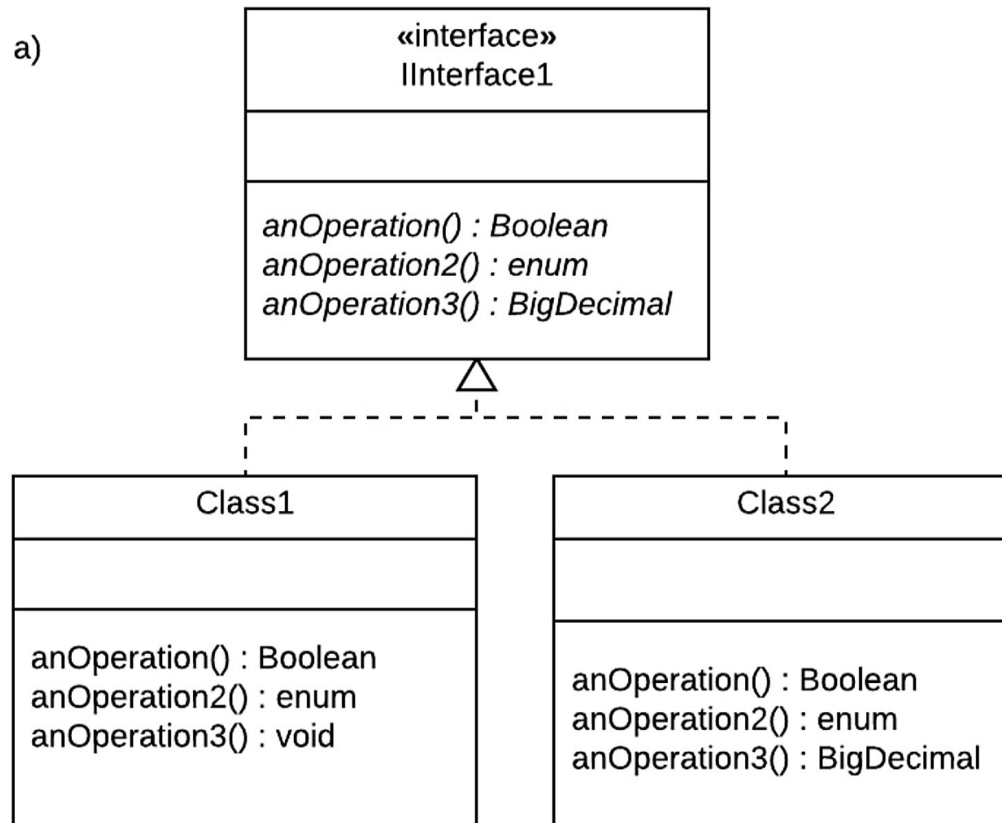 a)
«interface»
IInterface1
anOperation() : Boolean
anOperation2() : enum
anOperation3() : BigDecimal
Class1
anOperation() : Boolean
anOperation2() : enum
anOperation3() : void
Class2
anOperation() : Boolean
anOperation2() : enum
anOperation3() : BigDecimal